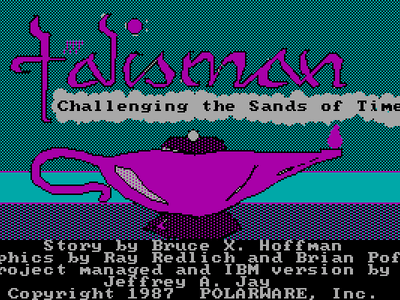 Talisman
Challenging the Sands of Time
Story by Bruce X. Hoffman
phics by Ray Redlich and Brian Pof
roject managed and IBM version by
Jeffrey A. Jay
Copyright 1987 POLARWARE, Inc.